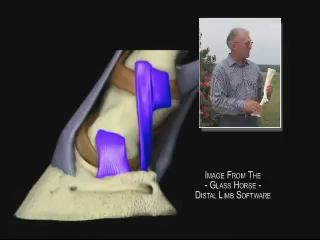 Image From The
- Glass Horse -
Distal Limb Software